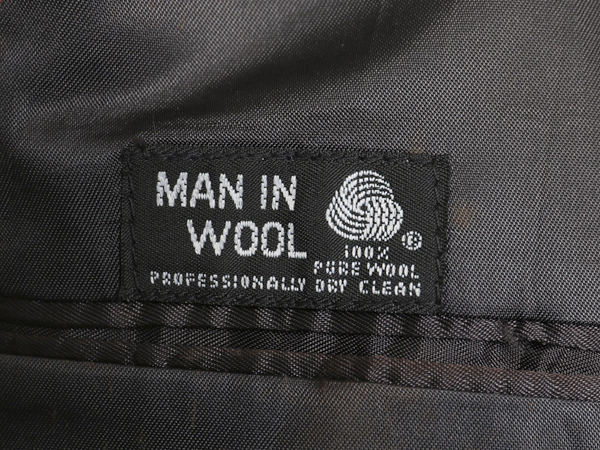 MAN IN
WOOL
®
100%
PURE WOOL
PROFESSIONALLY DRY CLEAN